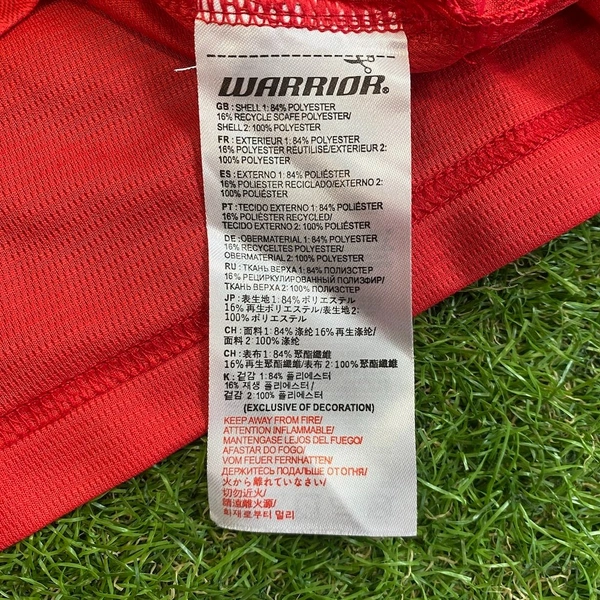 WARRIOR®
GB : SHELL 1: 84% POLYESTER
16% RECYCLE SCAFE POLYESTER/
SHELL 2: 100% POLYESTER
FR : EXTERIEUR 1: 84% POLYESTER
16% POLYESTER RÉUTILISÉ/EXTERIEUR 2:
100% POLYESTER
ES : EXTERNO 1: 84% POLIÉSTER
16% POLIÉSTER RECICLADO/EXTERNO 2:
100% POLIÉSTER
PT : TECIDO EXTERNO 1: 84% POLIÉSTER
16% POLIÉSTER RECYCLED/
TECIDO EXTERNO 2: 100% POLIÉSTER
DE : OBERMATERIAL 1: 84% POLYESTER
16% RECYCELTES POLYESTER/
OBERMATERIAL 2: 100% POLYESTER
RU : ТКАНЬ ВЕРХА 1: 84% ПОЛИЭСТЕР
16% РЕЦИРКУЛИРОВАННЫЙ ПОЛИЭФИР/
ТКАНЬ ВЕРХА 2: 100% ПОЛИЭСТЕР
JP : 表生地 1: 84% ポリエステル
16% 再生ポリエステル/表生地 2:
100% ポリエステル
CH : 面料 1: 84% 涤纶 16% 再生涤纶/
面料 2: 100% 涤纶
CH : 表布 1: 84% 聚酯纖維
16% 再生聚酯纖維/表布 2: 100% 聚酯纖維
K : 겉감 1: 84% 폴리에스터
16% 재생 폴리에스터/
겉감 2: 100% 폴리에스터
(EXCLUSIVE OF DECORATION)
KEEP AWAY FROM FIRE/
ATTENTION INFLAMMABLE/
MANTENGASE LEJOS DEL FUEGO/
AFASTAR DO FOGO/
VOM FEUER FERNHATTEN/
ДЕРЖИТЕСЬ ПОДАЛЬШЕ ОТ ОГНЯ/
火から離れていなさい/
切勿近火/
請遠離火源/
화재로부터 멀리